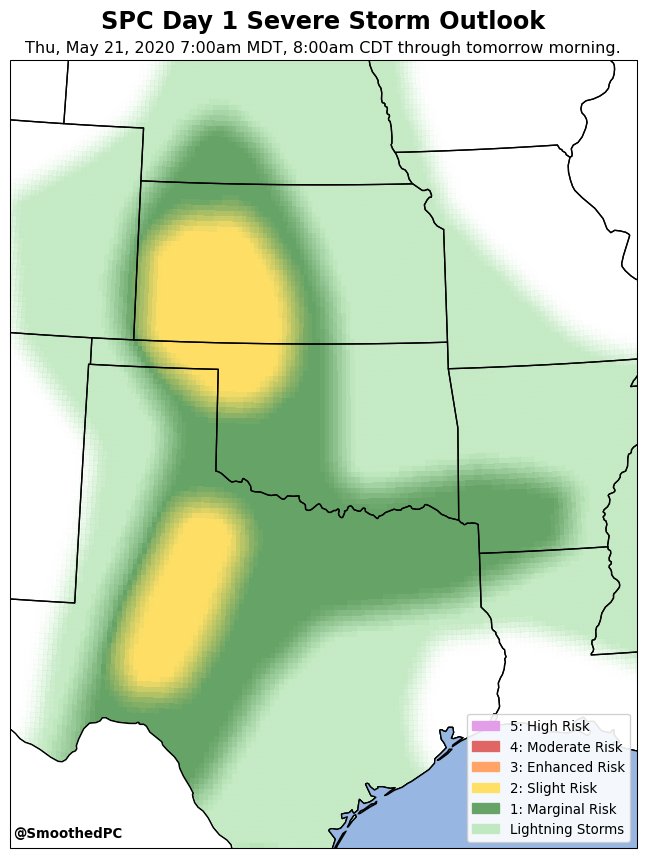 SPC Day 1 Severe Storm Outlook
Thu, May 21, 2020 7:00am MDT, 8:00am CDT through tomorrow morning.
5: High Risk
4: Moderate Risk
3: Enhanced Risk
2: Slight Risk
1: Marginal Risk
Lightning Storms
@SmoothedPC